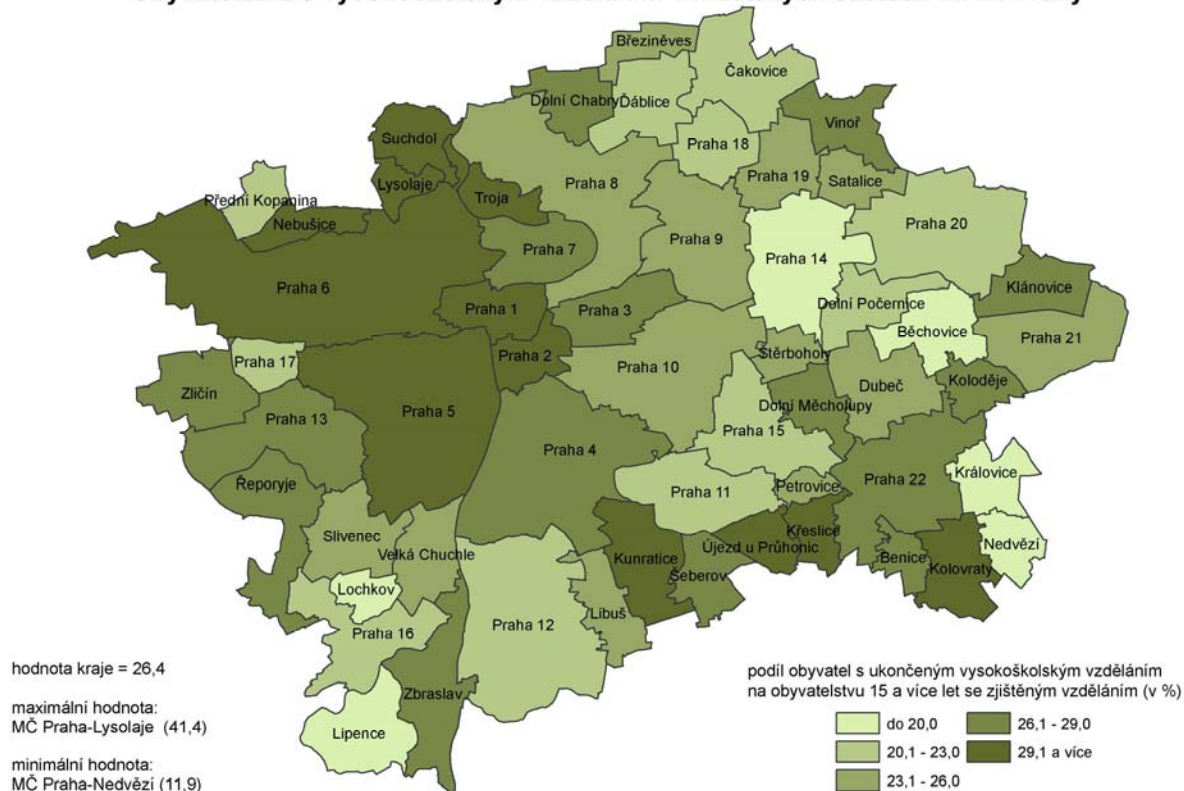 Březiněves
Čakovice
Dolní Chabry
Ďáblice
Vinoř
Suchdol
Praha 18
Praha 19
Satalice
Lysolaje
Praha 8
Troja
Přední Kopanina
Nebušice
Praha 20
Praha 7
Praha 9
Praha 14
Praha 6
Klánovice
Praha 1
Praha 3
Dolní Počernice
Běchovice
Praha 21
Praha 17
Praha 2
Štěrboholy
Praha 10
Dubeč
Koloděje
Zličín
Praha 5
Dolní Měcholupy
Praha 13
Praha 15
Praha 4
Řeporyje
Praha 11
Petrovice
Praha 22
Královice
Slivenec
Velká Chuchle
Křeslice
Újezd u Průhonic
Kunratice
Šeberov
Nedvězí
Benice
Kolovraty
Lochkov
Praha 16
Praha 12
Libuš
Zbraslav
Lipence
hodnota kraje = 26,4
maximální hodnota:
MČ Praha-Lysolaje (41,4)
minimální hodnota:
MČ Praha-Nedvězí (11,9)
podíl obyvatel s ukončeným vysokoškolským vzděláním
na obyvatelstvu 15 a více let se zjištěným vzděláním (v %)
do 20,0
20,1 - 23,0
23,1 - 26,0
26,1 - 29,0
29,1 a více